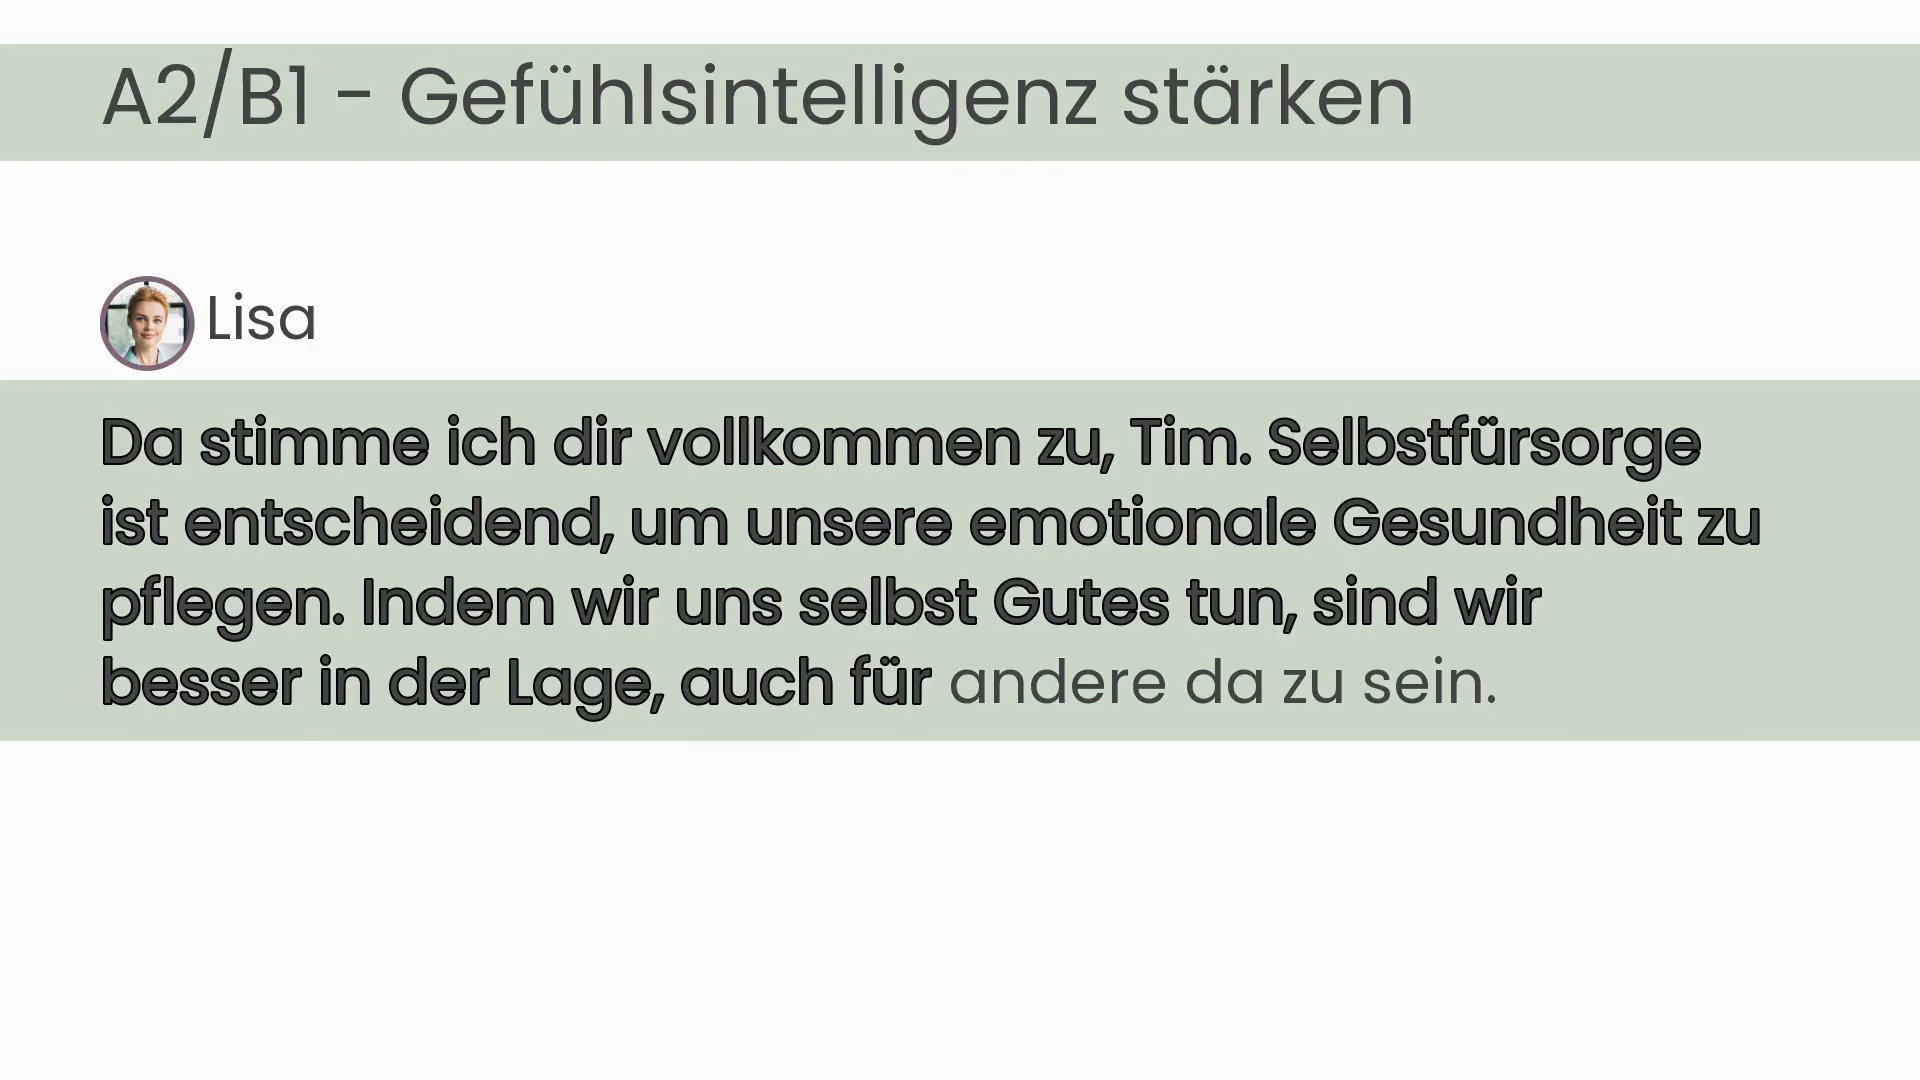 A2/B1 - Gefühlsintelligenz stärken
Lisa
Da stimme ich dir vollkommen zu, Tim. Selbstfürsorge
ist entscheidend, um unsere emotionale Gesundheit zu
pflegen. Indem wir uns selbst Gutes tun, sind wir
besser in der Lage, auch für andere da zu sein.